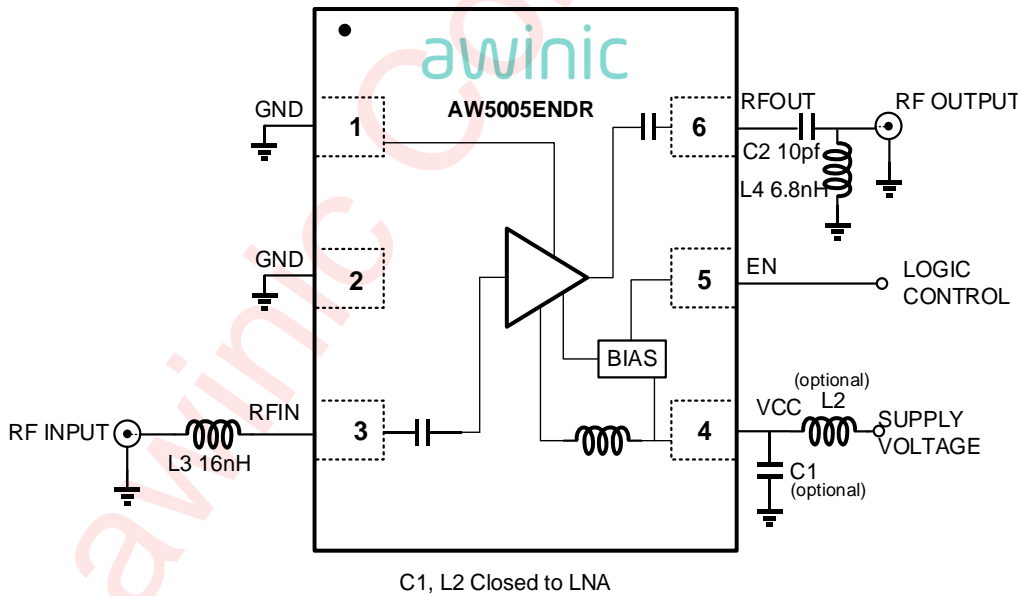 awinic
AW5005ENDR
GND
1
6
RFOUT
RF OUTPUT
C2 10pf
L4 6.8nH
GND
2
5
EN
LOGIC
CONTROL
BIAS
RF INPUT
L3 16nH
RFIN
3
4
VCC
(optional)
L2
SUPPLY
VOLTAGE
C1
(optional)
C1, L2 Closed to LNA
awinic Co